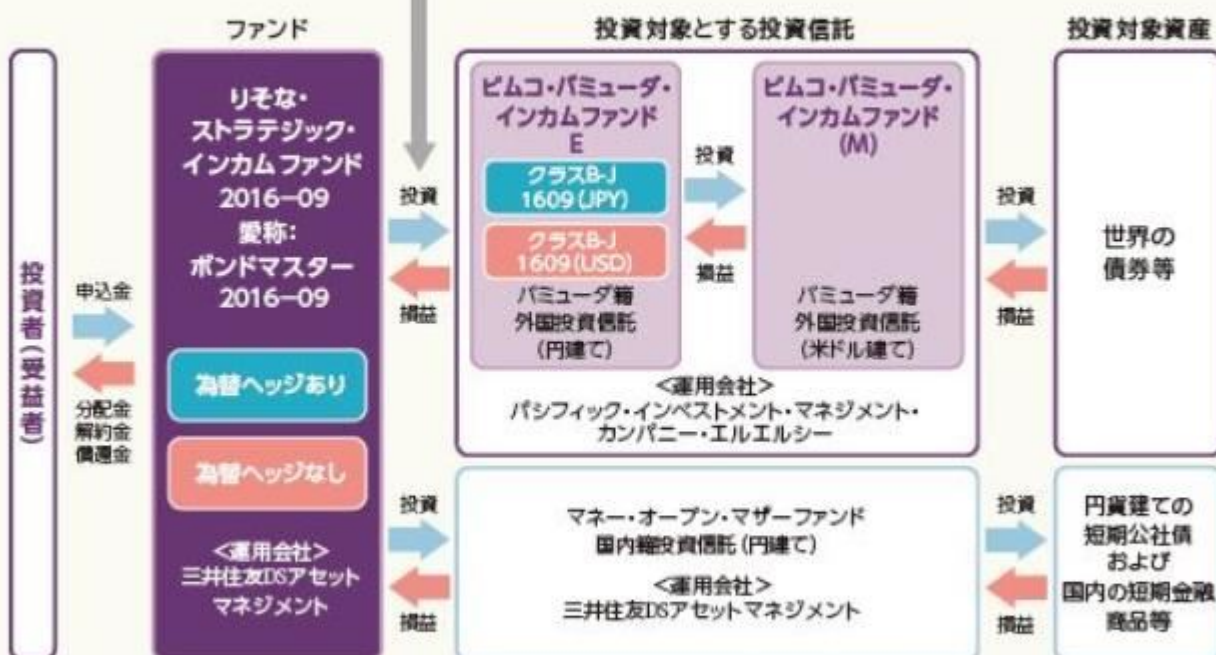 ファンド
投資対象とする投資信託
投資対象資産
投資者(受益者)
申込金
分配金
解約金
償還金
りそな・
ストラテジック・
インカムファンド
2016−09
愛称:
ボンドマスター
2016−09
為替ヘッジあり
為替ヘッジなし
<運用会社>
三井住友DSアセット
マネジメント
投資
損益
ピムコ・バミューダ・
インカムファンド
E
クラスB-J
1609(JPY)
クラスB-J
1609(USD)
バミューダ籍
外国投資信託
(円建て)
投資
損益
ピムコ・バミューダ・
インカムファンド
(M)
バミューダ籍
外国投資信託
(米ドル建て)
<運用会社>
パシフィック・インベストメント・マネジメント・
カンパニー・エルエルシー
投資
損益
世界の
債券等
投資
損益
マネー・オープン・マザーファンド
国内籍投資信託(円建て)
<運用会社>
三井住友DSアセットマネジメント
投資
損益
円貨建ての
短期公社債
および
国内の短期金融
商品等